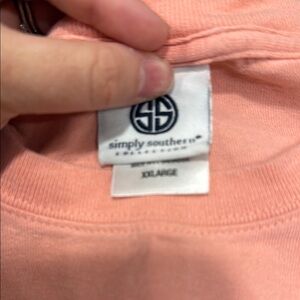 SS
simply southern
COLLECTION
XXLARGE